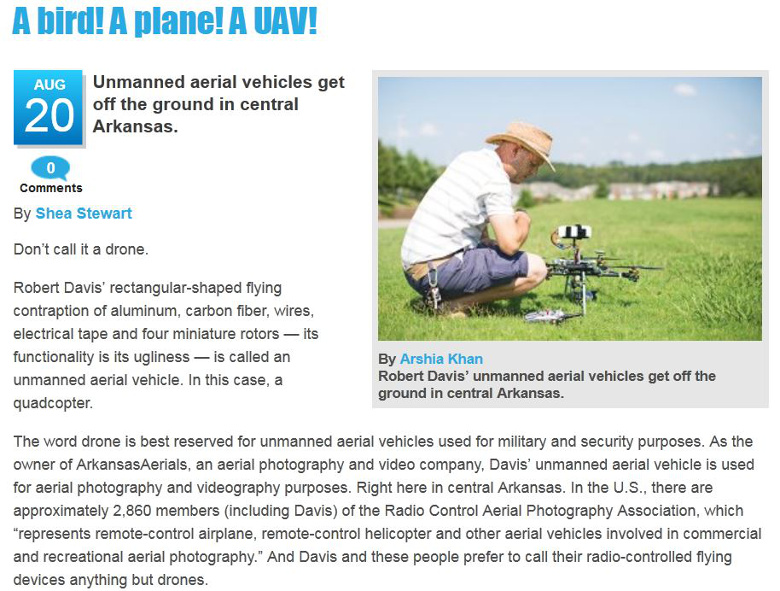 A bird! A plane! A UAV!
AUG
20
Unmanned aerial vehicles get
off the ground in central
Arkansas.
0
Comments
By Shea Stewart
Don’t call it a drone.
Robert Davis’ rectangular-shaped flying
contraption of aluminum, carbon fiber, wires,
electrical tape and four miniature rotors — its
functionality is its ugliness — is called an
unmanned aerial vehicle. In this case, a
quadcopter.
By Arshia Khan
Robert Davis’ unmanned aerial vehicles get off the
ground in central Arkansas.
The word drone is best reserved for unmanned aerial vehicles used for military and security purposes. As the
owner of ArkansasAerials, an aerial photography and video company, Davis’ unmanned aerial vehicle is used
for aerial photography and videography purposes. Right here in central Arkansas. In the U.S., there are
approximately 2,860 members (including Davis) of the Radio Control Aerial Photography Association, which
“represents remote-control airplane, remote-control helicopter and other aerial vehicles involved in commercial
and recreational aerial photography.” And Davis and these people prefer to call their radio-controlled flying
devices anything but drones.